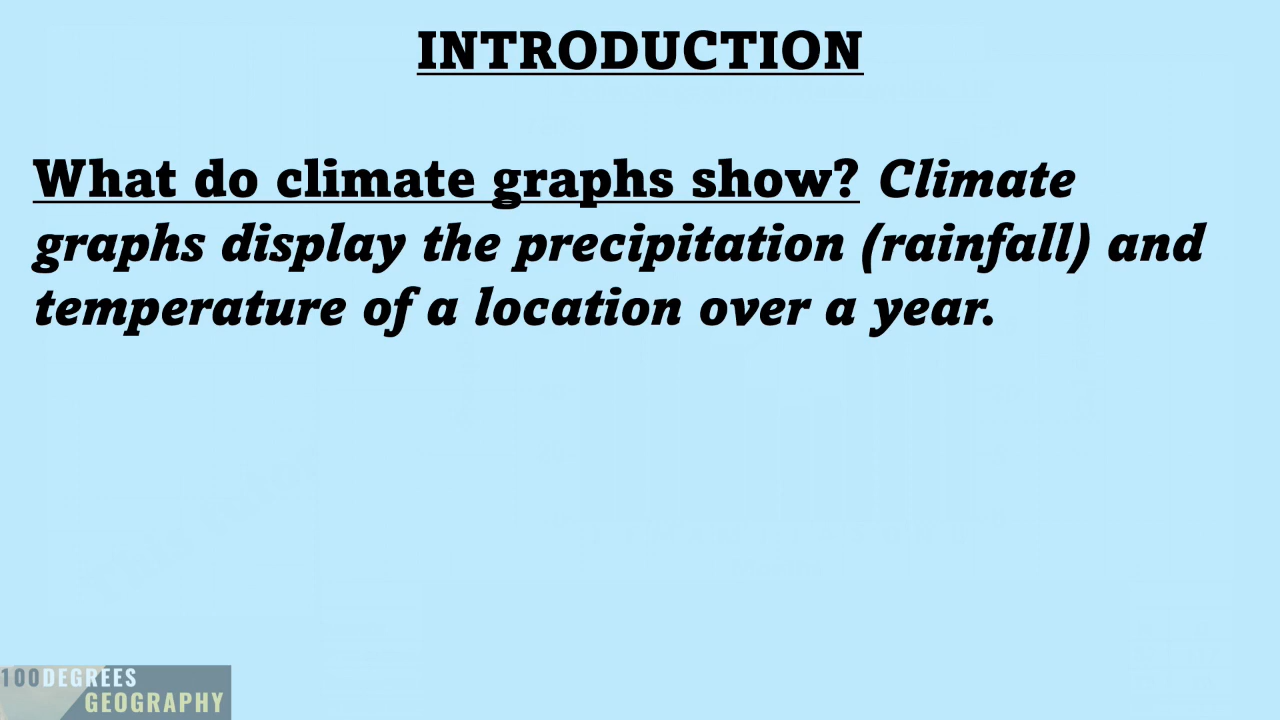 INTRODUCTION
What do climate graphs show? Climate
graphs display the precipitation (rainfall) and
temperature of a location over a year.
100DEGREES
GEOGRAPHY